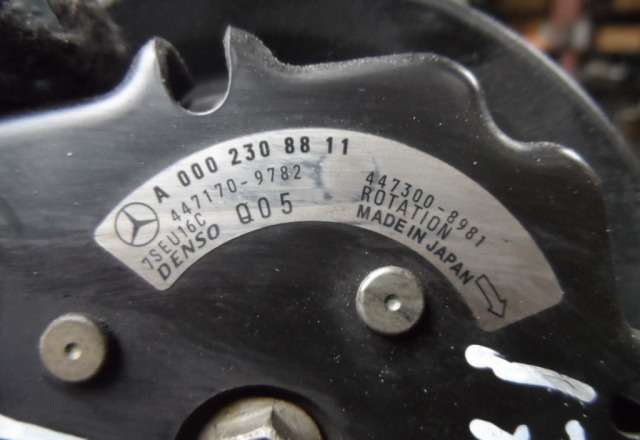 A 000 230 88 11
447170-9782
7SEU16C
DENSO
Q05
447300-8981
ROTATION
MADE IN JAPAN